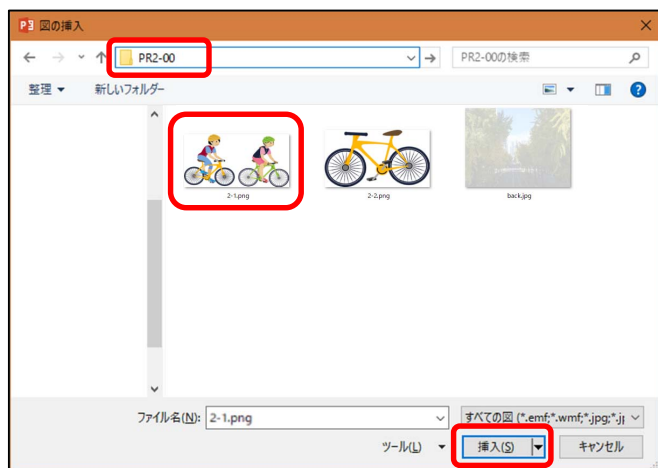 図の挿入
PR2-00
PR2-00の検索
整理
新しいフォルダー
2-1.png
2-2.png
back.jpg
ファイル名(N): 2-1.png
すべての図 (*.emf;*.wmf;*.jpg;*.j
ツール(L)
挿入(S)
キャンセル